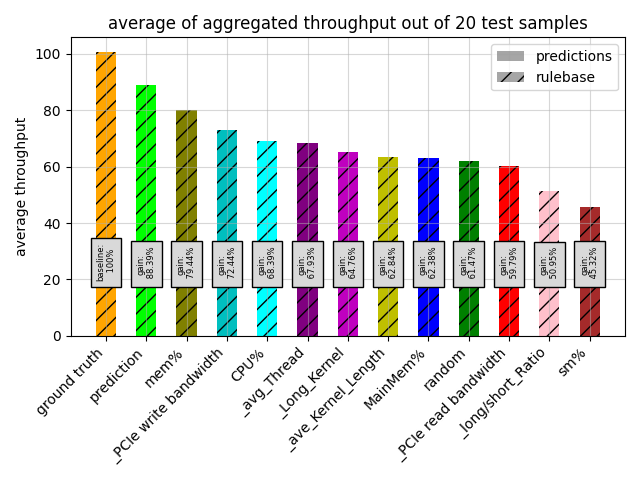 average of aggregated throughput out of 20 test samples
predictions
rulebase
average throughput
100
80
60
40
20
0
baseline:
100%
gain:
88.39%
gain:
79.44%
gain:
72.44%
gain:
68.39%
gain:
67.93%
gain:
64.76%
gain:
62.84%
gain:
62.38%
gain:
61.47%
gain:
59.79%
gain:
50.95%
gain:
45.32%
ground truth
prediction
mem%
_PCIe write bandwidth
CPU%
_avg_Thread
_Long_Kernel
_ave_Kernel_Length
MainMem%
random
_PCIe read bandwidth
_long/short_Ratio
sm%